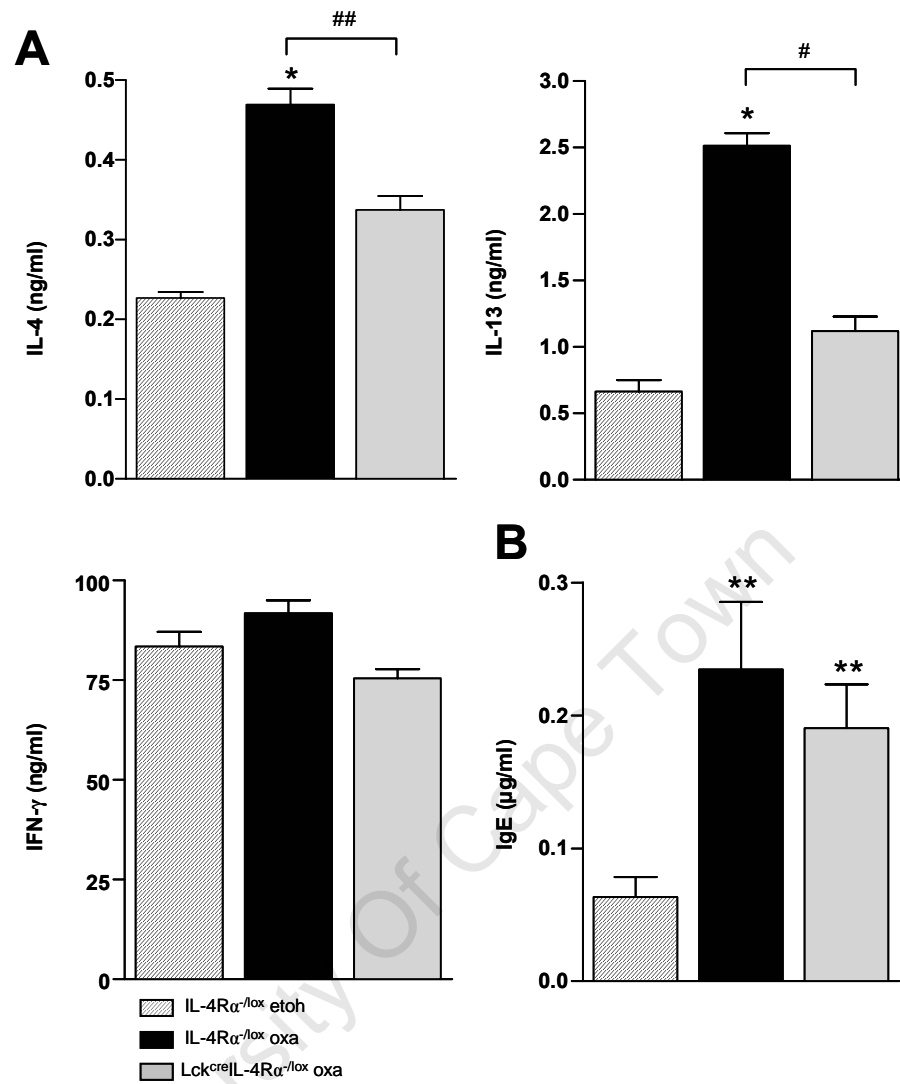 A
##
*
0.5
0.4
0.3
0.2
0.1
0.0
IL-4 (ng/ml)
#
*
3.0
2.5
2.0
1.5
1.0
0.5
0.0
IL-13 (ng/ml)
100
75
50
25
0
IFN-γ (ng/ml)
B
**
**
0.3
0.2
0.1
0.0
IgE (µg/ml)
IL-4Rα-/lox etoh
IL-4Rα-/lox oxa
LckcreIL-4Rα-/lox oxa
rsity Of Cape Town